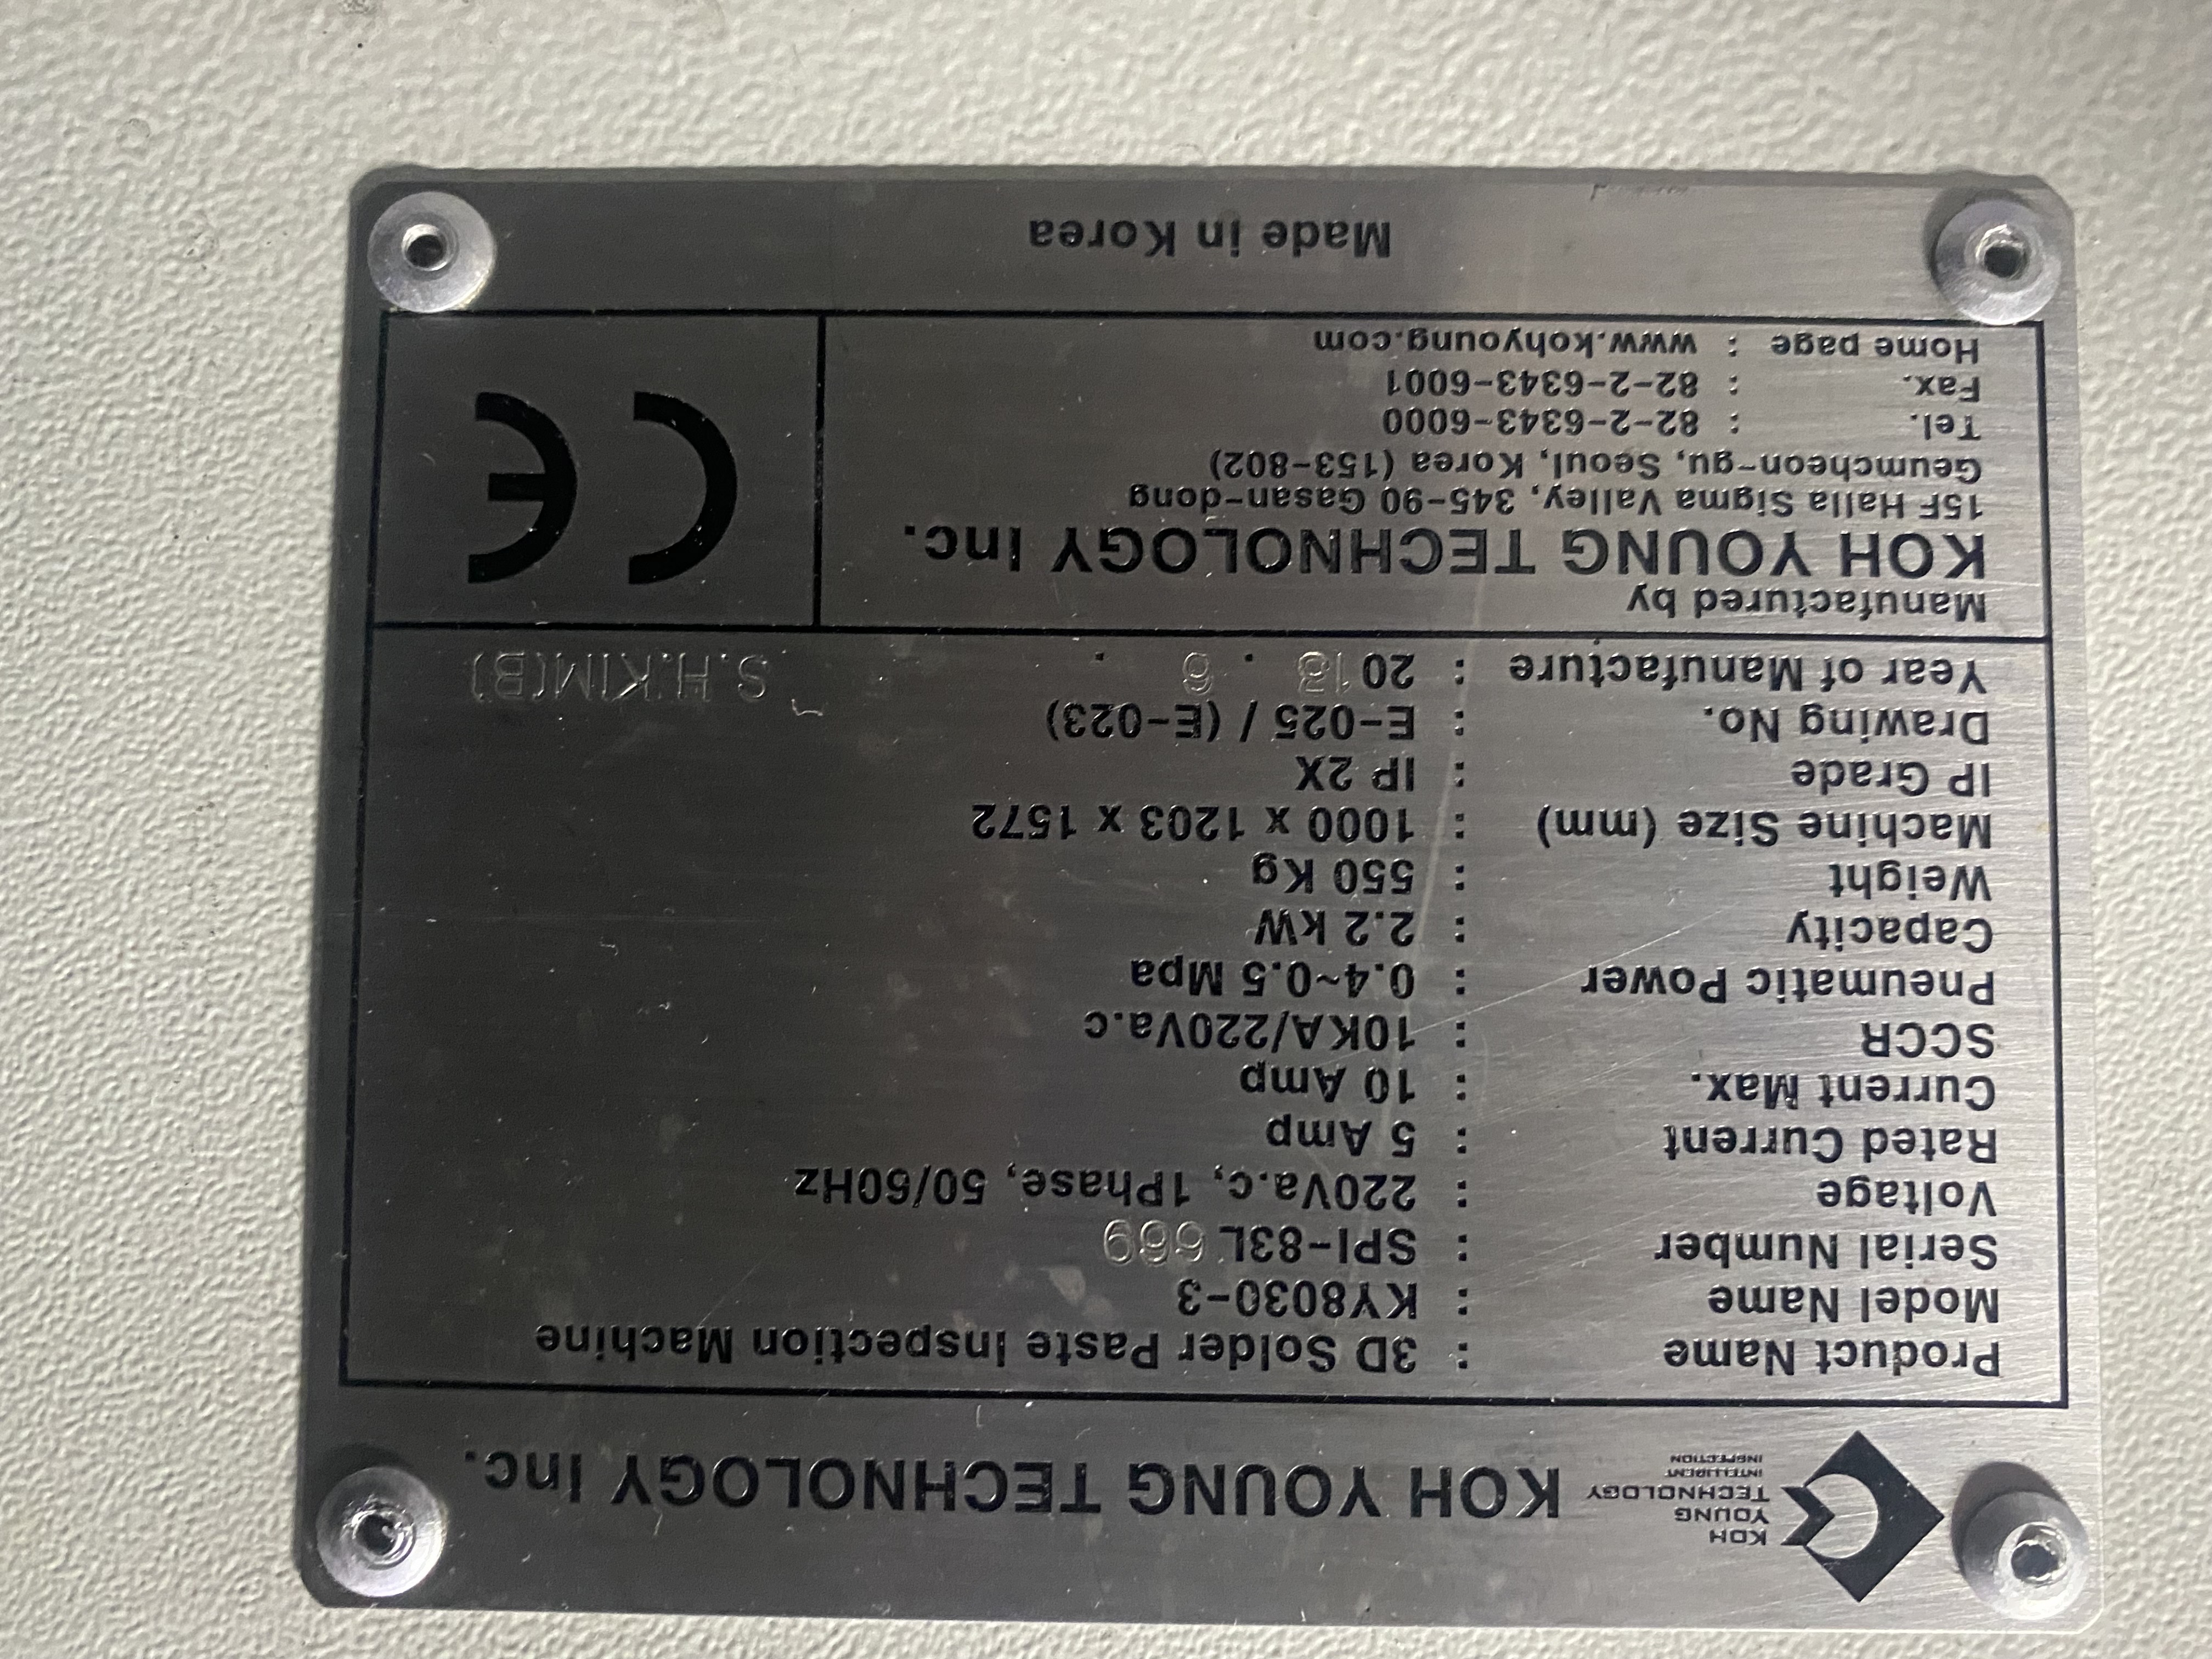 KOH
YOUNG
TECHNOLOGY
INTELLIGENT
INSPECTION
KOH YOUNG TECHNOLOGY Inc.
Product Name : 3D Solder Paste Inspection Machine
Model Name : KY8030-3
Serial Number : SPI-83L 669
Voltage : 220Va.c, 1Phase, 50/60Hz
Rated Current : 5 Amp
Current Max. : 10 Amp
SCCR : 10KA/220Va.c
Pneumatic Power : 0.4~0.5 Mpa
Capacity : 2.2 kW
Weight : 550 Kg
Machine Size (mm) : 1000 x 1203 x 1572
IP Grade : IP 2X
Drawing No. : E-025 / (E-023)
Year of Manufacture : . 6 . S.H.KIM(B)
Manufactured by
KOH YOUNG TECHNOLOGY Inc.
15F Halla Sigma Valley, 345-90 Gasan-dong
Geumcheon-gu, Seoul, Korea (153-802)
Tel. : 82-2-6343-6000
Fax. : 82-2-6343-6001
Home page : www.kohyoung.com
CE
Made in Korea